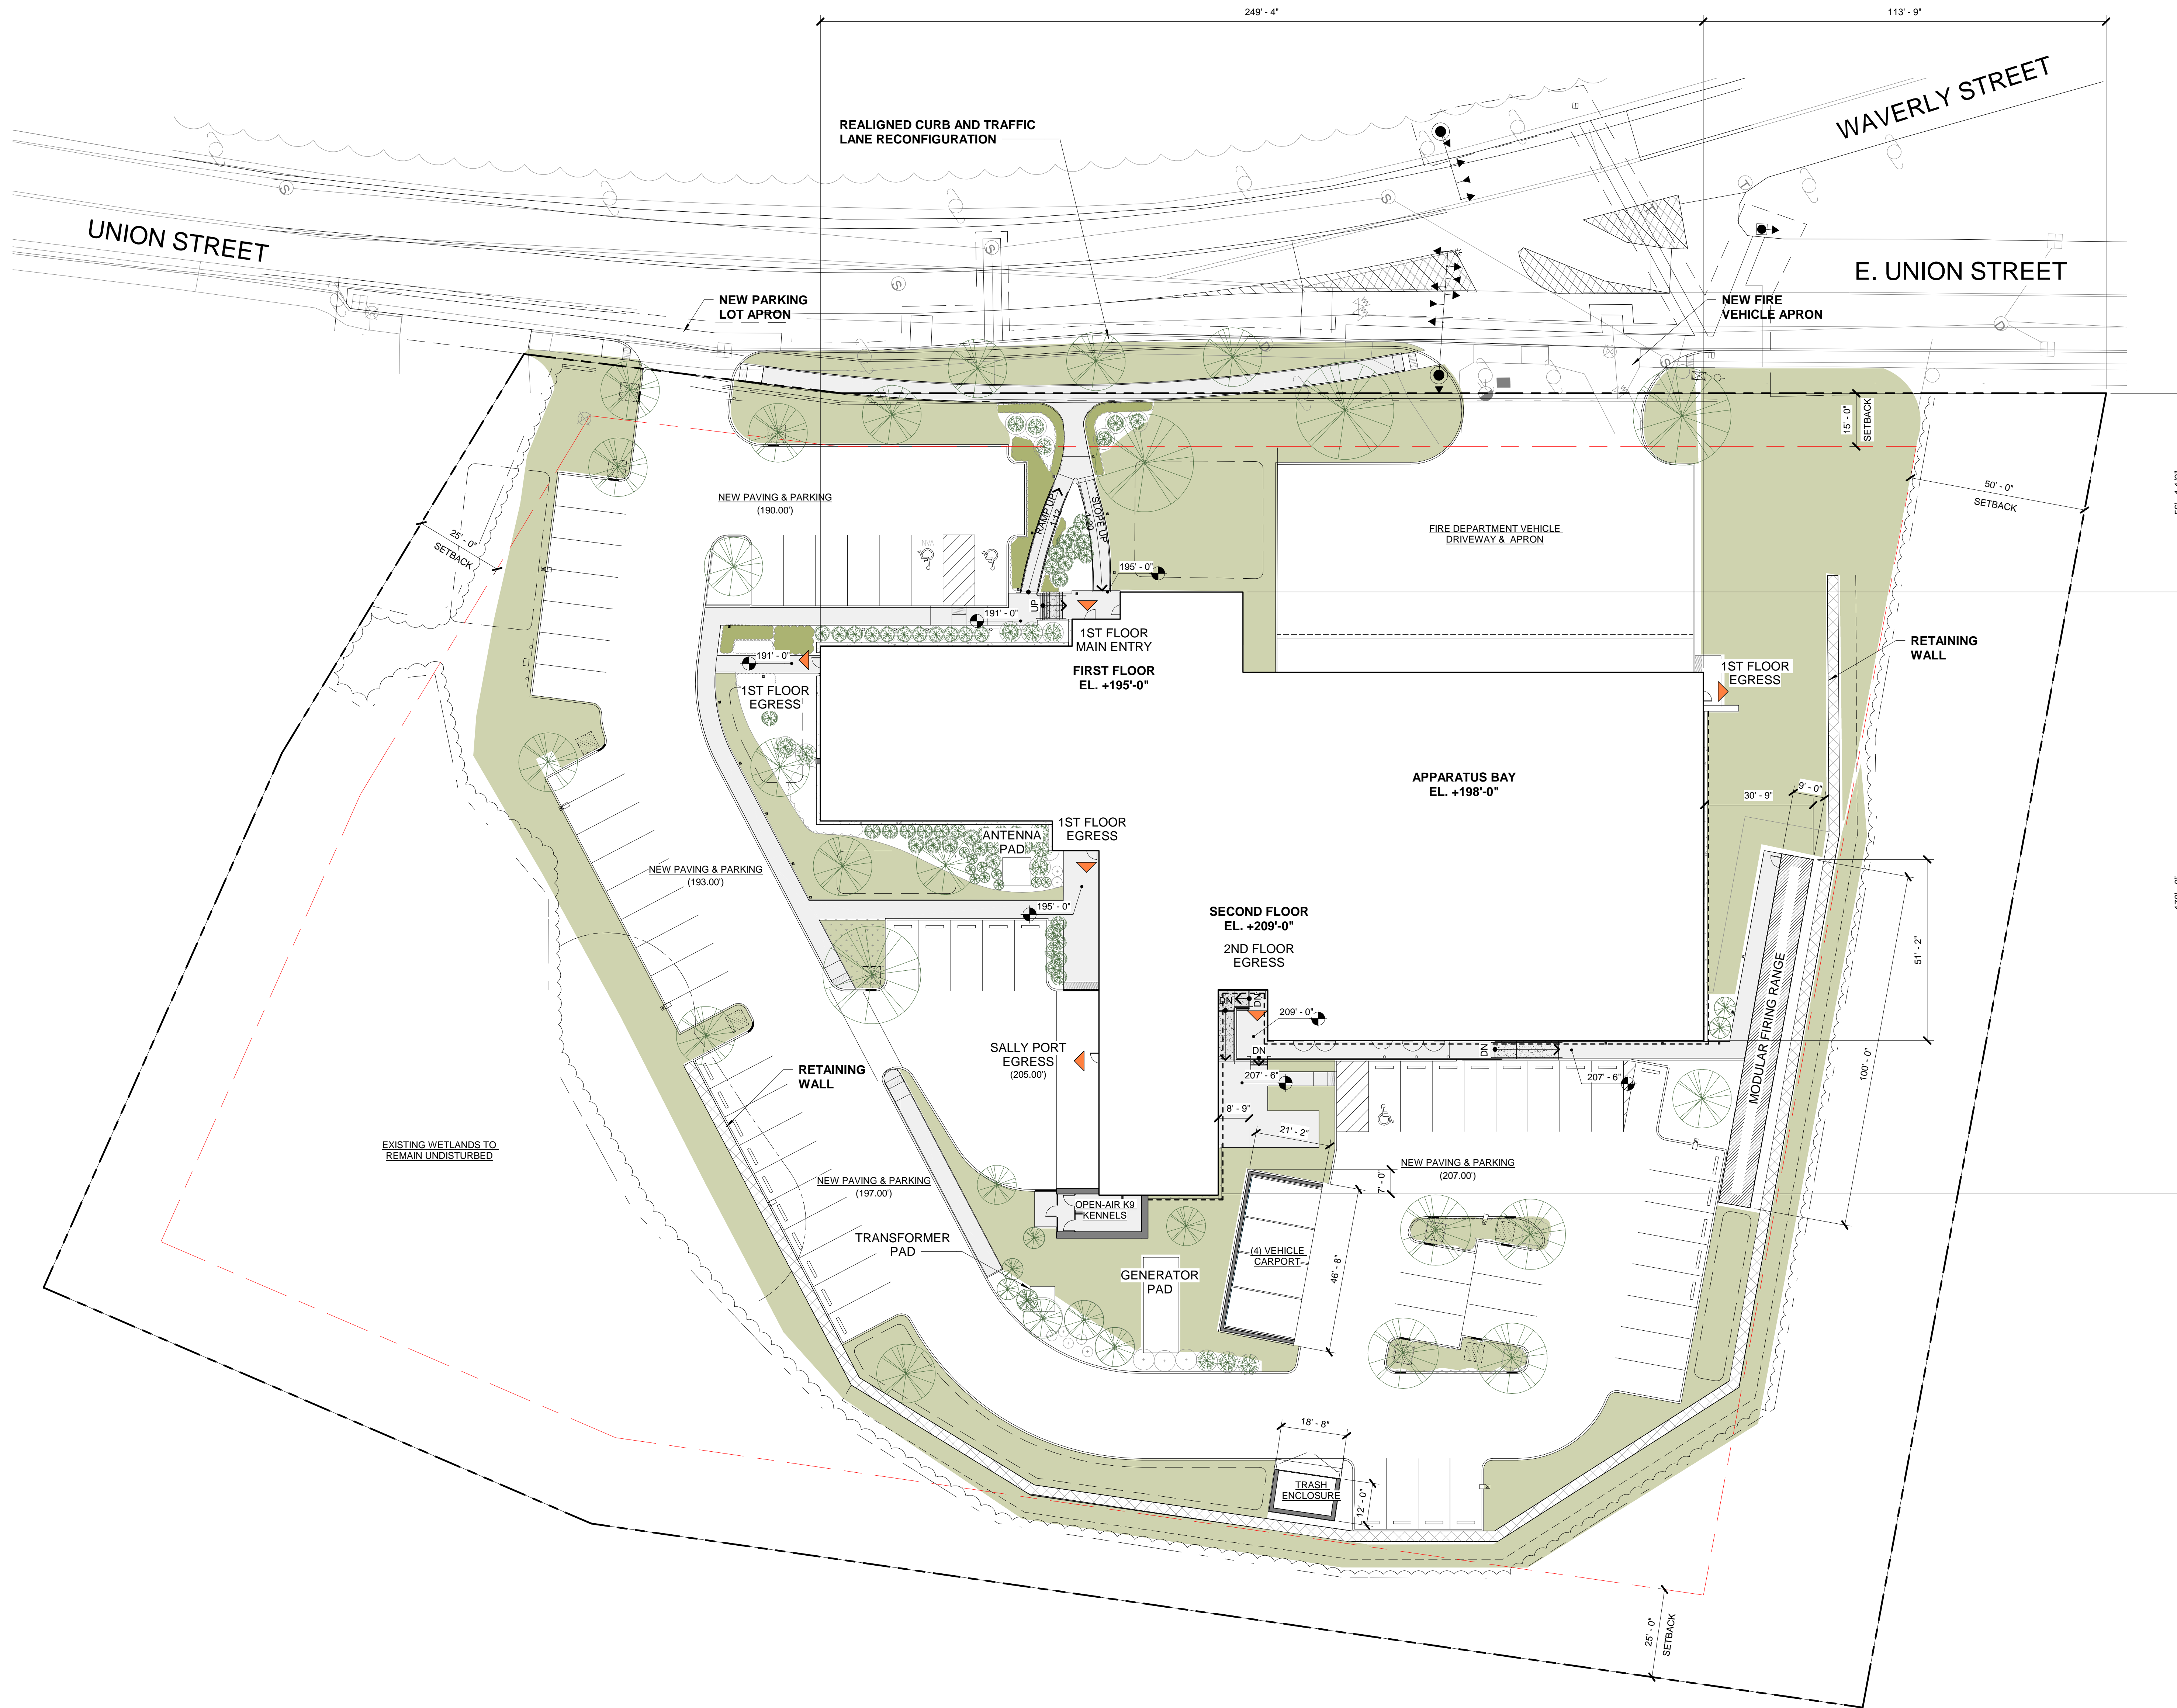 249' - 4"
113' - 9"
WAVERLY STREET
REALIGNED CURB AND TRAFFIC
LANE RECONFIGURATION
UNION STREET
E. UNION STREET
NEW PARKING
LOT APRON
NEW FIRE
VEHICLE APRON
15' - 0"
SETBACK
50' - 0"
SETBACK
25' - 0"
SETBACK
NEW PAVING & PARKING
(190.00')
VAN
RAMP UP
1:12
SLOPE UP
1:20
FIRE DEPARTMENT VEHICLE
DRIVEWAY & APRON
195' - 0"
191' - 0"
UP
1ST FLOOR
MAIN ENTRY
191' - 0"
FIRST FLOOR
EL. +195'-0"
1ST FLOOR
EGRESS
1ST FLOOR
EGRESS
RETAINING
WALL
APPARATUS BAY
EL. +198'-0"
30' - 9"
9' - 0"
1ST FLOOR
EGRESS
ANTENNA
PAD
NEW PAVING & PARKING
(193.00')
195' - 0"
SECOND FLOOR
EL. +209'-0"
2ND FLOOR
EGRESS
51' - 2"
MODULAR FIRING RANGE
100' - 0"
DN
DN
209' - 0"
DN
DN
207' - 6"
207' - 6"
SALLY PORT
EGRESS
(205.00')
RETAINING
WALL
8' - 9"
21' - 2"
EXISTING WETLANDS TO
REMAIN UNDISTURBED
NEW PAVING & PARKING
(207.00')
7' - 0"
NEW PAVING & PARKING
(197.00')
OPEN-AIR K9
KENNELS
TRANSFORMER
PAD
(4) VEHICLE
CARPORT
46' - 8"
GENERATOR
PAD
18' - 8"
TRASH
ENCLOSURE
12' - 0"
25' - 0"
SETBACK